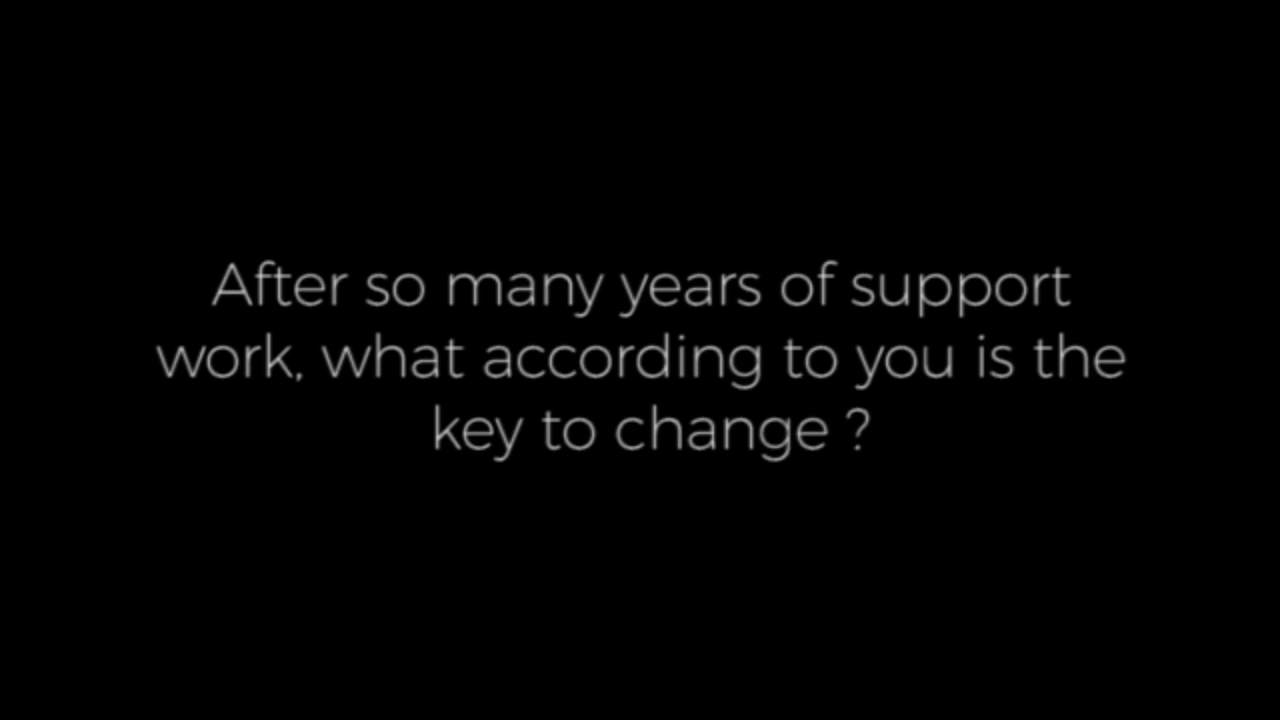 After so many years of support
work, what according to you is the
key to change ?